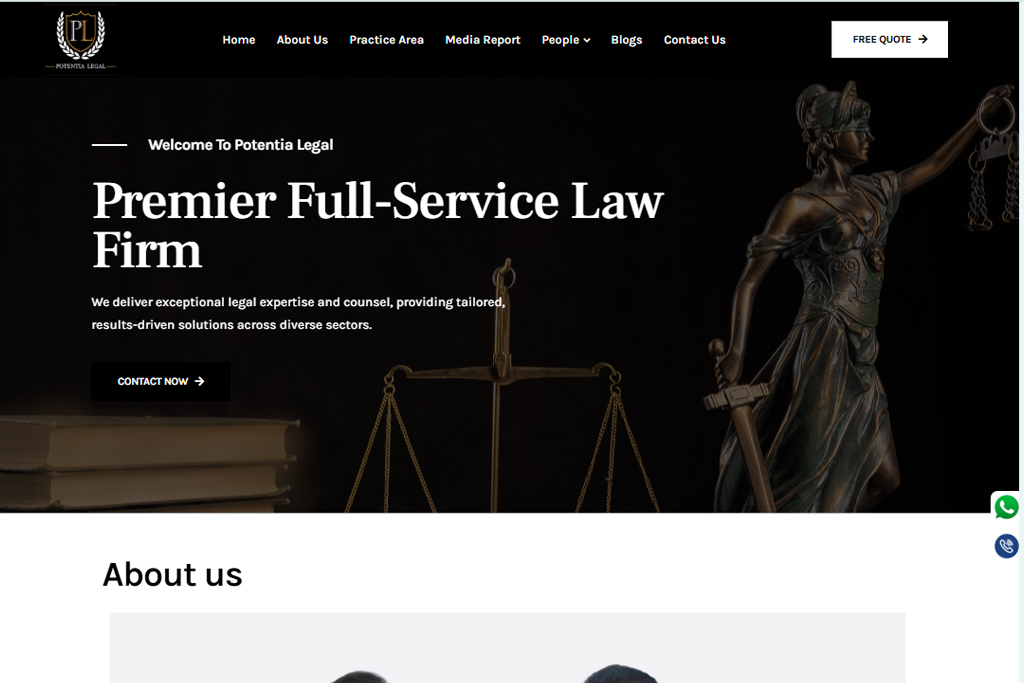 PL
POTENTIA LEGAL
Home About Us Practice Area Media Report People Blogs Contact Us
FREE QUOTE
Welcome To Potentia Legal
Premier Full-Service Law
Firm
We deliver exceptional legal expertise and counsel, providing tailored,
results-driven solutions across diverse sectors.
CONTACT NOW
About us